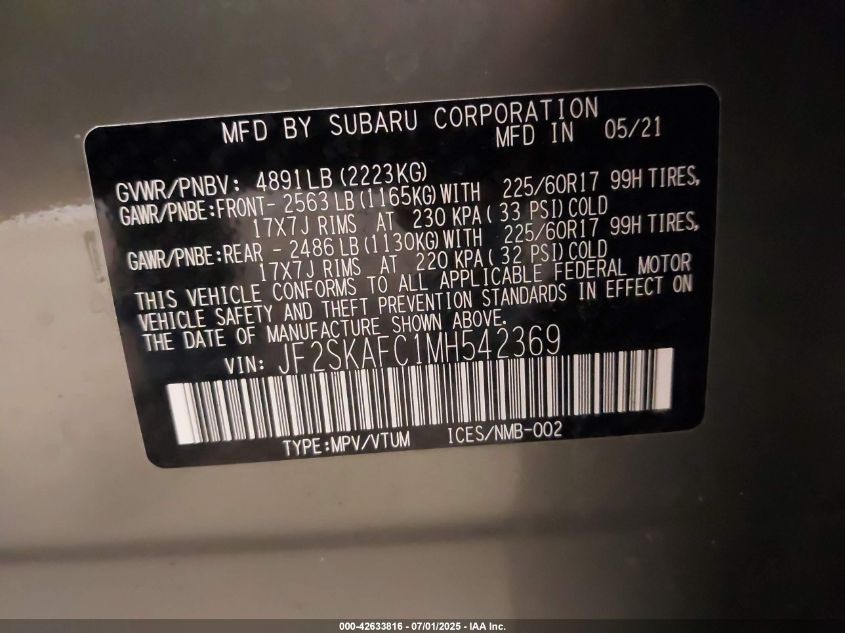 MFD BY SUBARU CORPORATION
MFD IN 05/21
GVWR/PNBV: 4891 LB (2223KG)
GAWR/PNBE:FRONT- 2563 LB (1165KG) WITH 225/60R17 99H TIRES,
17X7J RIMS AT 230 KPA ( 33 PSI) COLD
GAWR/PNBE:REAR - 2486 LB (1130KG) WITH 225/60R17 99H TIRES,
17X7J RIMS AT 220 KPA ( 32 PSI) COLD
THIS VEHICLE CONFORMS TO ALL APPLICABLE FEDERAL MOTOR
VEHICLE SAFETY AND THEFT PREVENTION STANDARDS IN EFFECT ON
THE DATE OF MANUFACTURE SHOWN ABOVE.
VIN: JF2SKAFC1MH542369
TYPE:MPV/VTUM ICES/NMB-002
000-42633816 - 07/01/2025 - IAA Inc.